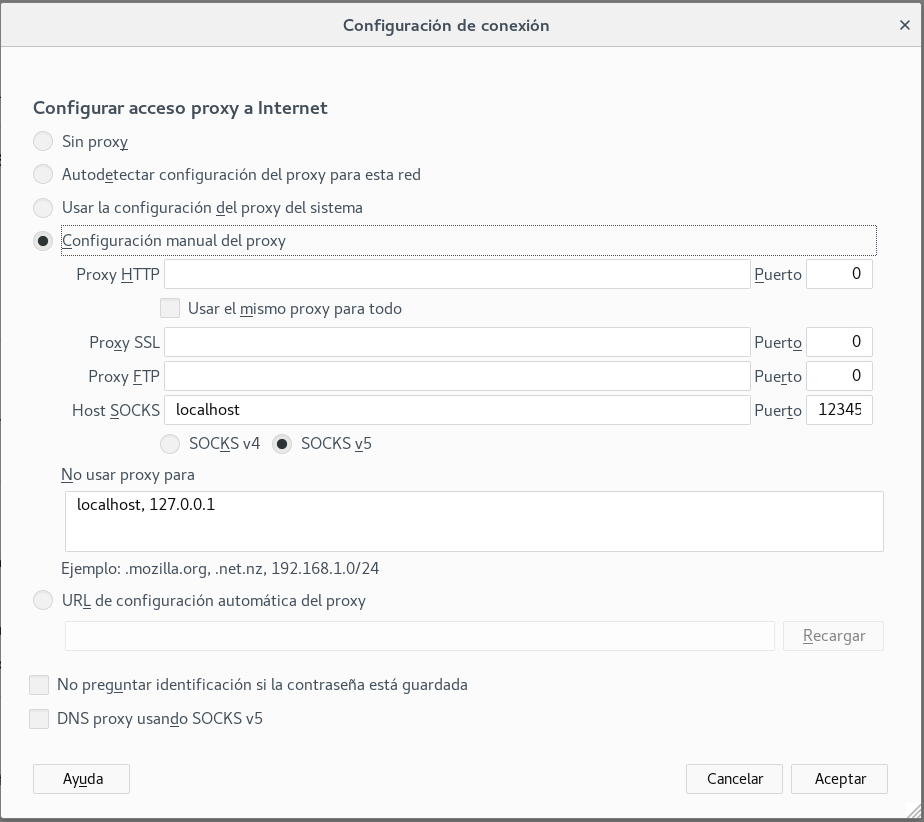 Configuración de conexión
Configurar acceso proxy a Internet
Sin proxy
Autodetectar configuración del proxy para esta red
Usar la configuración del proxy del sistema
Configuración manual del proxy
Proxy HTTP Puerto 0
Usar el mismo proxy para todo
Proxy SSL Puerto 0
Proxy FTP Puerto 0
Host SOCKS localhost Puerto 12345
SOCKS v4 SOCKS v5
No usar proxy para
localhost, 127.0.0.1
Ejemplo: .mozilla.org, .net.nz, 192.168.1.0/24
URL de configuración automática del proxy
Recargar
No preguntar identificación si la contraseña está guardada
DNS proxy usando SOCKS v5
Ayuda Cancelar Aceptar